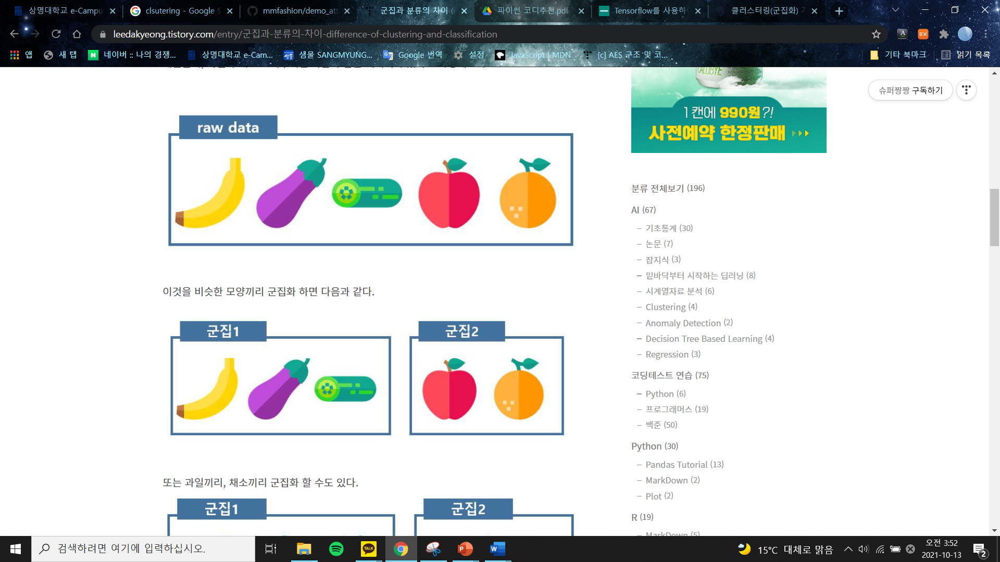 상명대학교 e-Campu
clsutering - Google S
mmfashion/demo_att
군집과 분류의 차이 (
파이썬 코디추천.pdf
Tensorflow를 사용하
클러스터링(군집화)
leedakyeong.tistory.com/entry/군집과-분류의-차이-difference-of-clustering-and-classification
앱
새 탭
네이버 :: 나의 경쟁...
상명대학교 e-Cam...
샘물 SANGMYUNG...
Google 번역
설정
JavaScript | MDN
[c] AES 구조 및 코...
기타 북마크
읽기 목록
1캔에 990원?!
사전예약 한정판매
슈퍼짱짱 구독하기
raw data
이것을 비슷한 모양끼리 군집화 하면 다음과 같다.
군집1
군집2
또는 과일끼리, 채소끼리 군집화 할 수도 있다.
군집1
군집2
분류 전체보기 (196)
AI (67)
– 기초통계 (30)
– 논문 (7)
– 잡지식 (3)
– 밑바닥부터 시작하는 딥러닝 (8)
– 시계열자료 분석 (6)
– Clustering (4)
– Anomaly Detection (2)
– Decision Tree Based Learning (4)
– Regression (3)
코딩테스트 연습 (75)
– Python (6)
– 프로그래머스 (19)
– 백준 (50)
Python (30)
– Pandas Tutorial (13)
– MarkDown (2)
– Plot (2)
R (19)
– MarkDown (5)
검색하려면 여기에 입력하십시오.
TALK
15°C 대체로 맑음
오전 3:52
2021-10-13
2